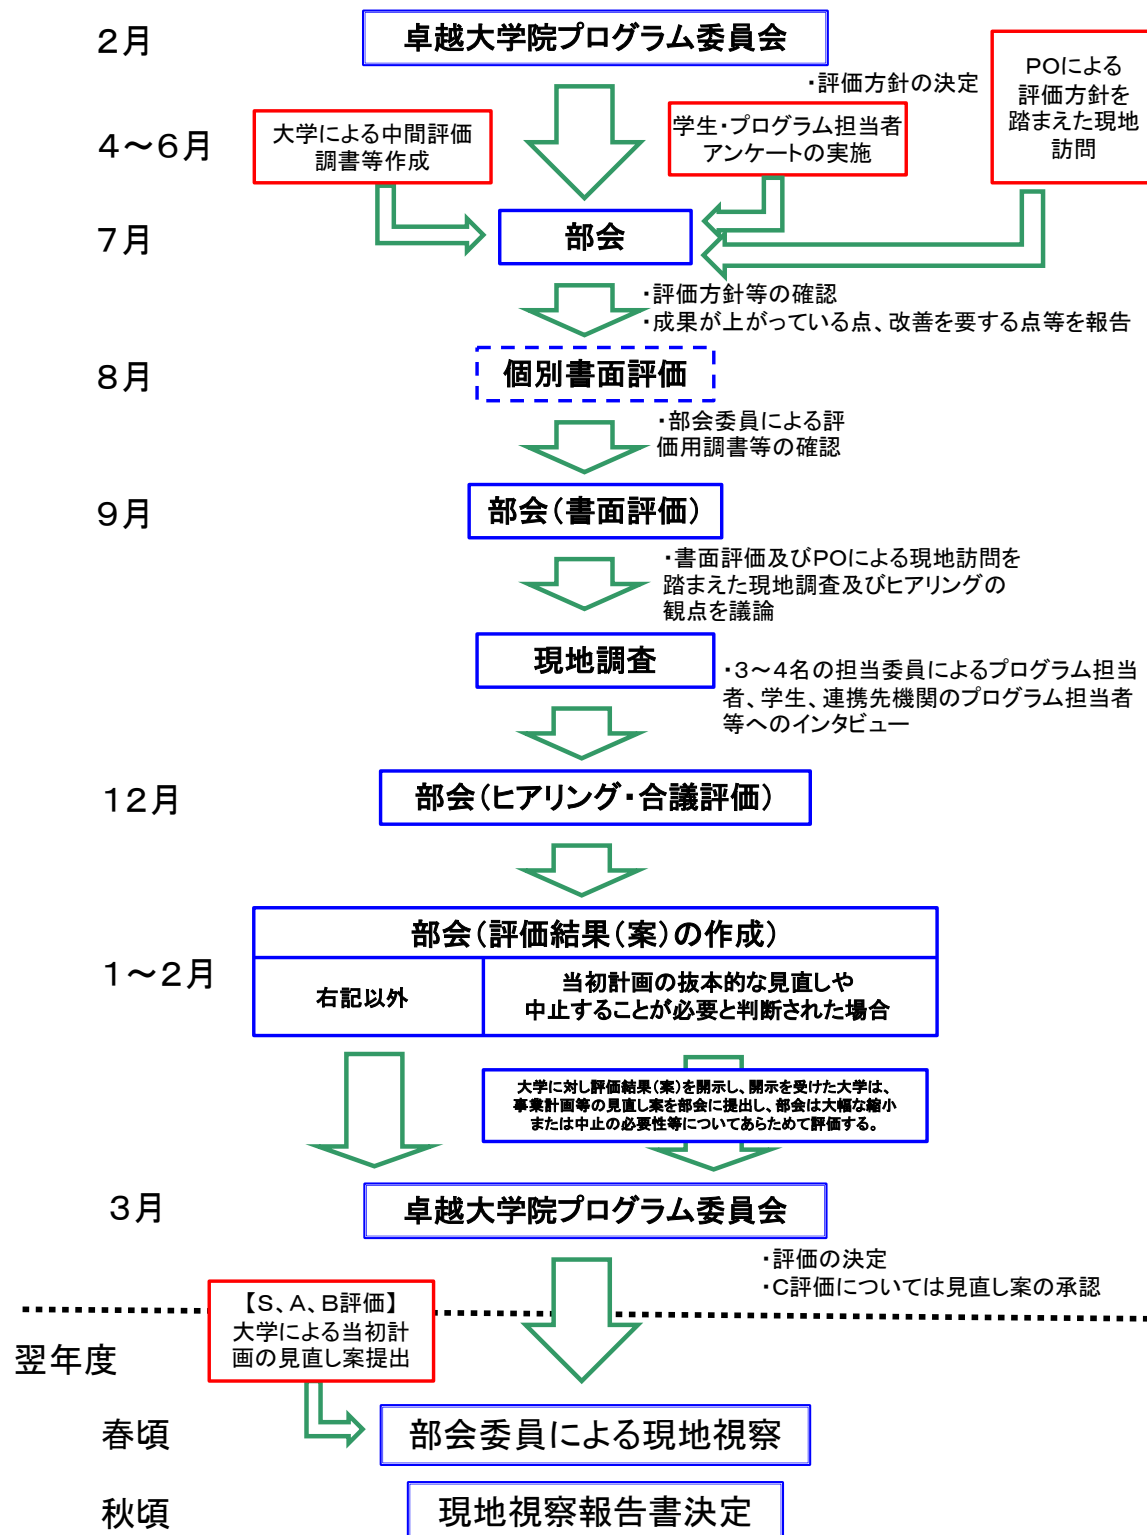 ２月
卓越大学院プログラム委員会
・評価方針の決定
POによる
評価方針を
踏まえた現地
訪問
４～６月
大学による中間評価
調書等作成
学生・プログラム担当者
アンケートの実施
７月
部会
・評価方針等の確認
・成果が上がっている点、改善を要する点等を報告
８月
個別書面評価
・部会委員による評
価用調書等の確認
９月
部会（書面評価）
・書面評価及びPOによる現地訪問を
踏まえた現地調査及びヒアリングの
観点を議論
現地調査
・３～４名の担当委員によるプログラム担当
者、学生、連携先機関のプログラム担当者
等へのインタビュー
１２月
部会（ヒアリング・合議評価）
１～２月
部会（評価結果（案）の作成）
右記以外
当初計画の抜本的な見直しや
中止することが必要と判断された場合
大学に対し評価結果（案）を開示し、開示を受けた大学は、
事業計画等の見直し案を部会に提出し、部会は大幅な縮小
または中止の必要性等についてあらためて評価する。
３月
卓越大学院プログラム委員会
・評価の決定
・C評価については見直し案の承認
【S、A、B評価】
大学による当初計
画の見直し案提出
翌年度
春頃
部会委員による現地視察
秋頃
現地視察報告書決定